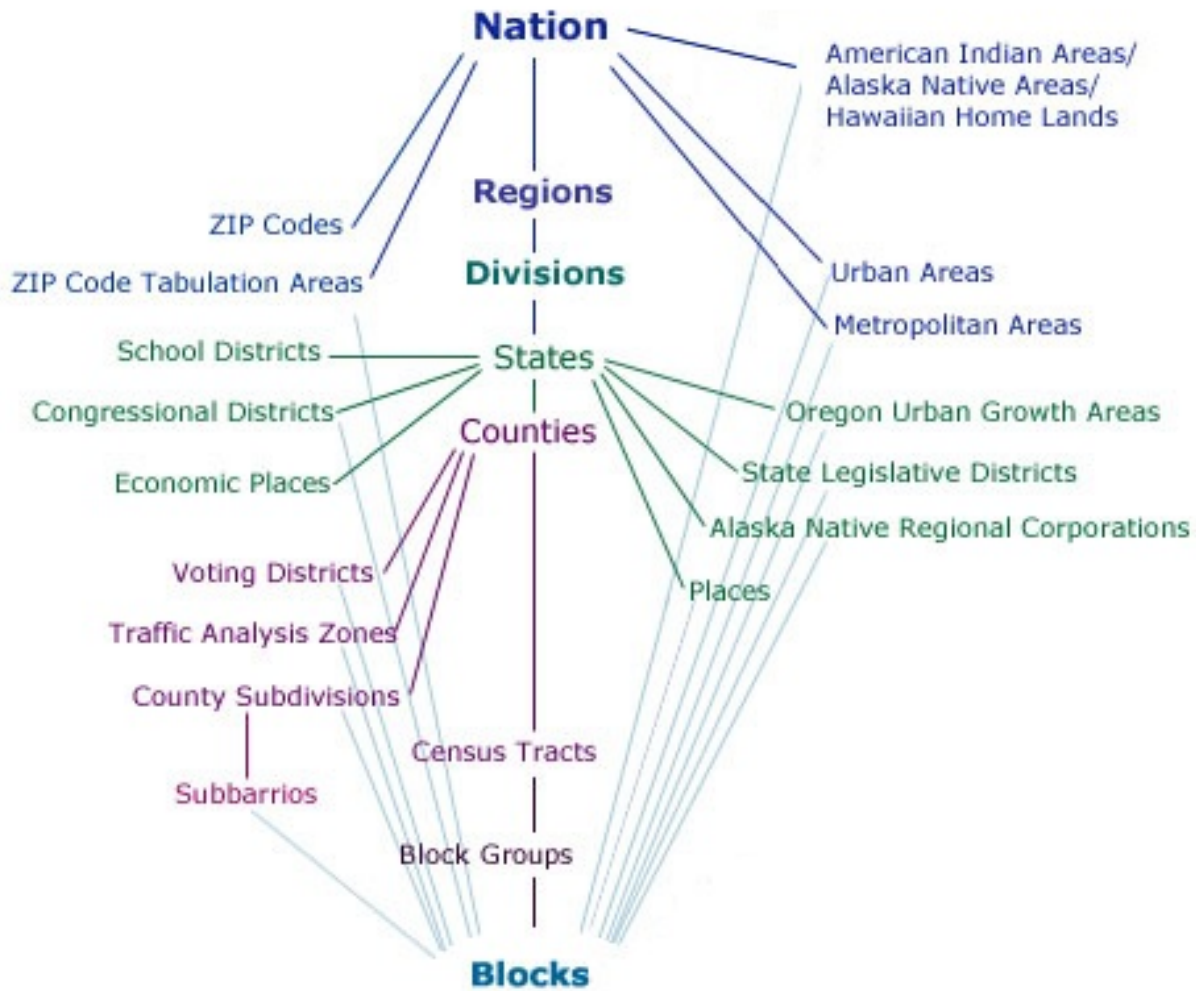 Nation
American Indian Areas/
Alaska Native Areas/
Hawaiian Home Lands
Regions
ZIP Codes
Divisions
Urban Areas
ZIP Code Tabulation Areas
Metropolitan Areas
School Districts
States
Congressional Districts
Oregon Urban Growth Areas
Counties
Economic Places
State Legislative Districts
Alaska Native Regional Corporations
Voting Districts
Places
Traffic Analysis Zones
County Subdivisions
Census Tracts
Subbarrios
Block Groups
Blocks